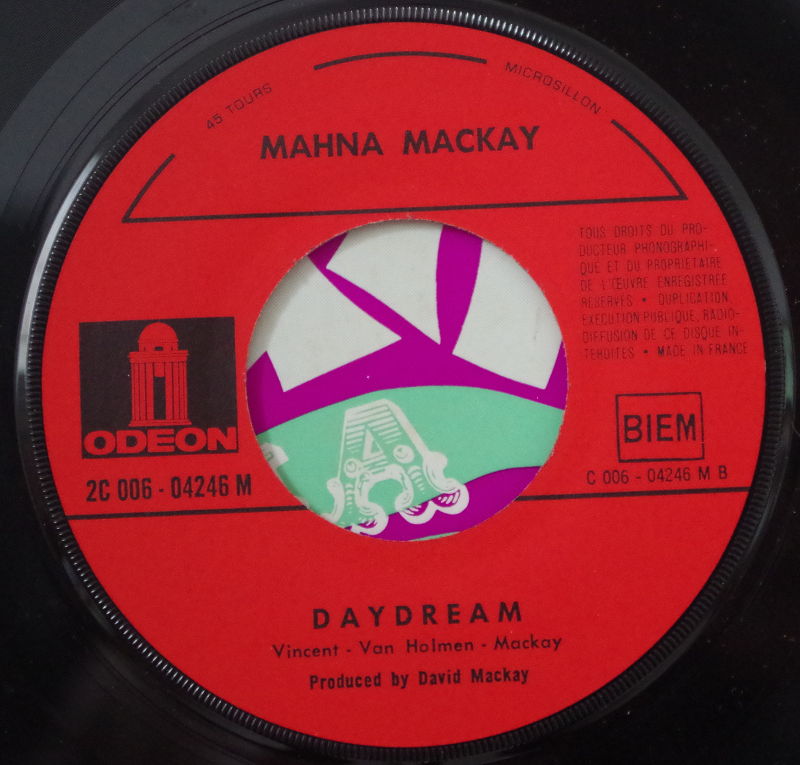 45 TOURS
MICROSILLON
MAHNA MACKAY
TOUS DROITS DU PRO-
DUCTEUR PHONOGRAPHI-
QUE ET DU PROPRIETAIRE
DE L'ŒUVRE ENREGISTREE
RESERVES • DUPLICATION,
EXECUTION PUBLIQUE, RADIO-
DIFFUSION DE CE DISQUE IN-
TERDITES • MADE IN FRANCE
ODEON
BIEM
2C 006 - 04246 M
C 006 - 04246 M B
A
DAYDREAM
Vincent - Van Holmen - Mackay
Produced by David Mackay